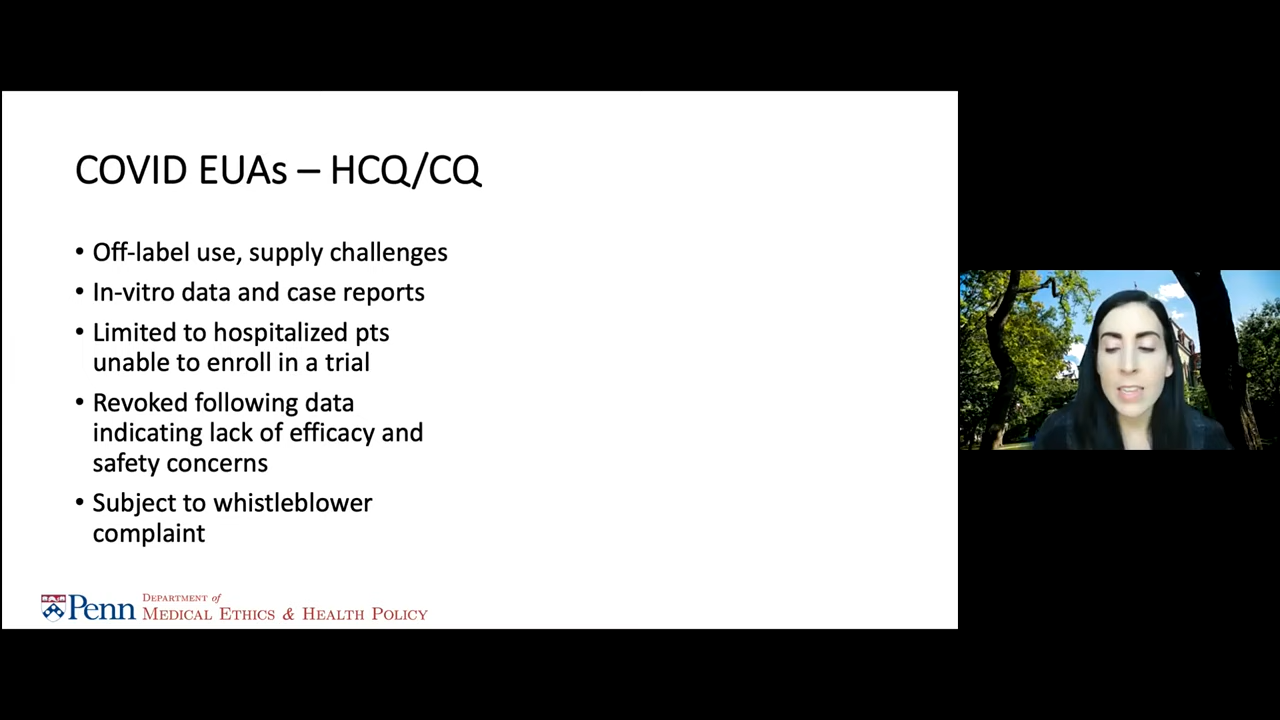 COVID EUAs – HCQ/CQ
• Off-label use, supply challenges
• In-vitro data and case reports
• Limited to hospitalized pts
unable to enroll in a trial
• Revoked following data
indicating lack of efficacy and
safety concerns
• Subject to whistleblower
complaint
Penn
DEPARTMENT of
MEDICAL ETHICS & HEALTH POLICY